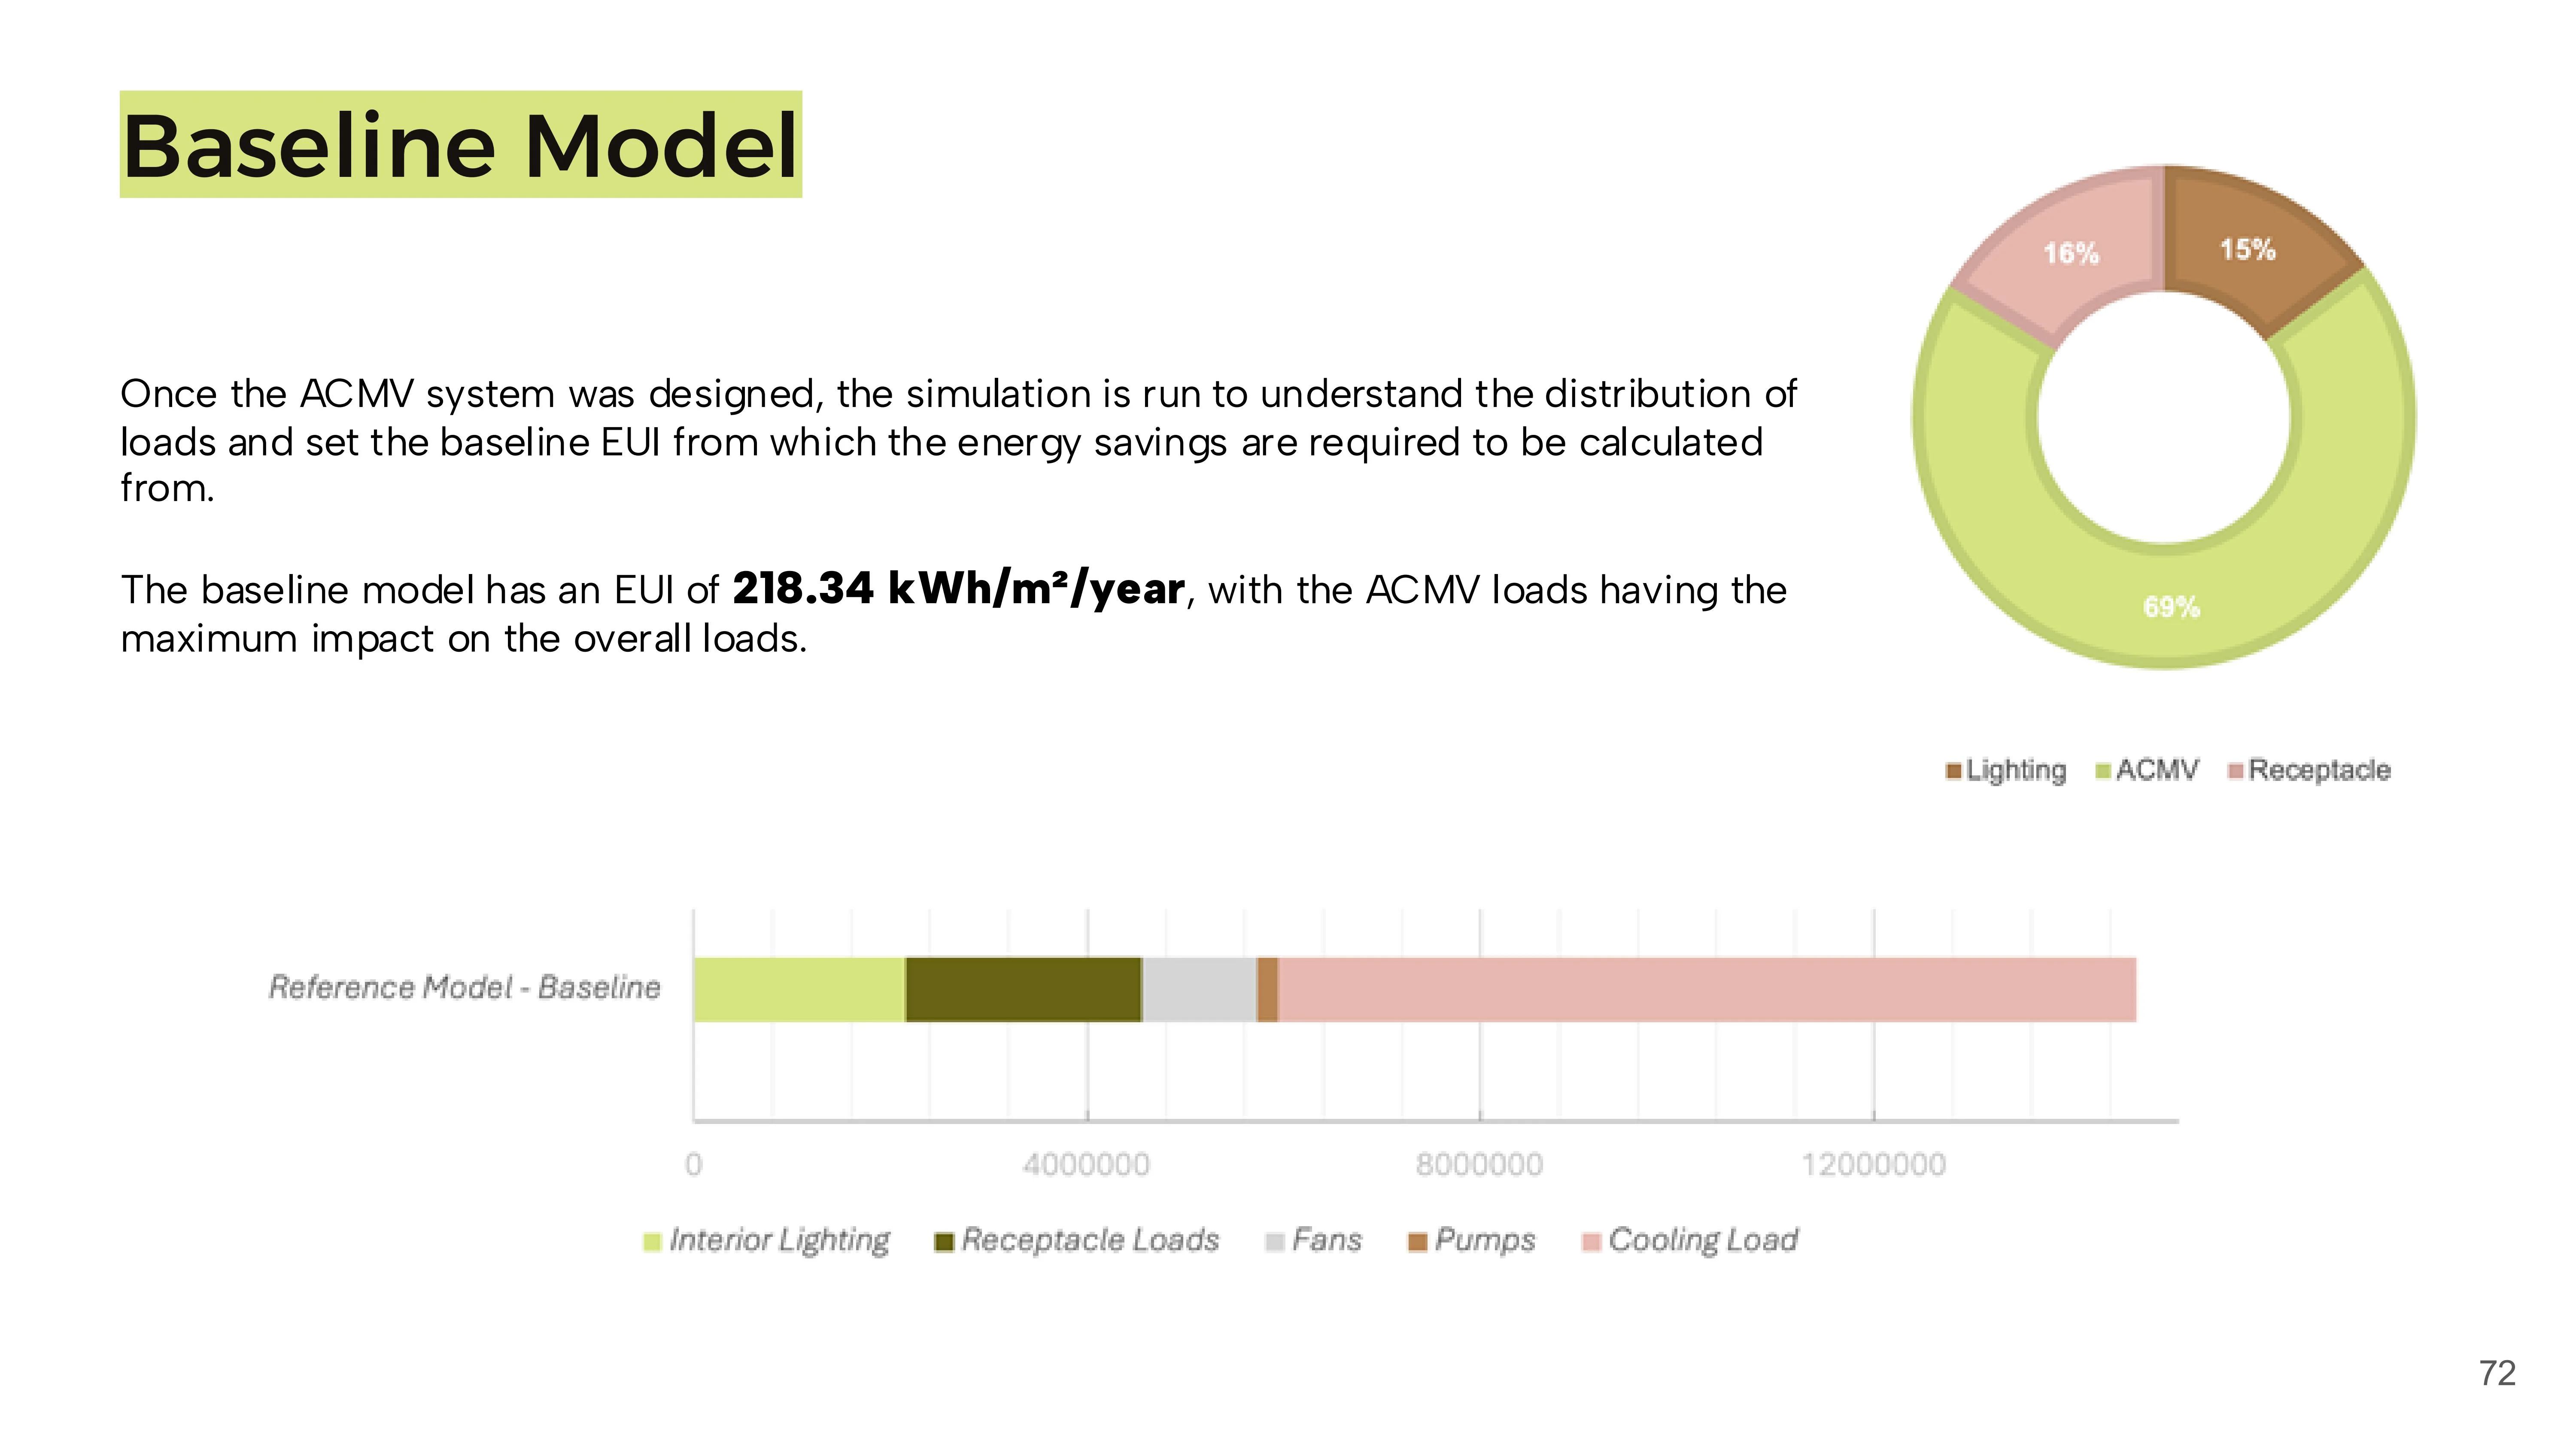 Baseline Model
Once the ACMV system was designed, the simulation is run to understand the distribution of
loads and set the baseline EUI from which the energy savings are required to be calculated
from.
The baseline model has an EUI of 218.34 kWh/m²/year, with the ACMV loads having the
maximum impact on the overall loads.
16%
15%
69%
Lighting ACMV Receptacle
Reference Model - Baseline
0 4000000 8000000 12000000
Interior Lighting Receptacle Loads Fans Pumps Cooling Load
72